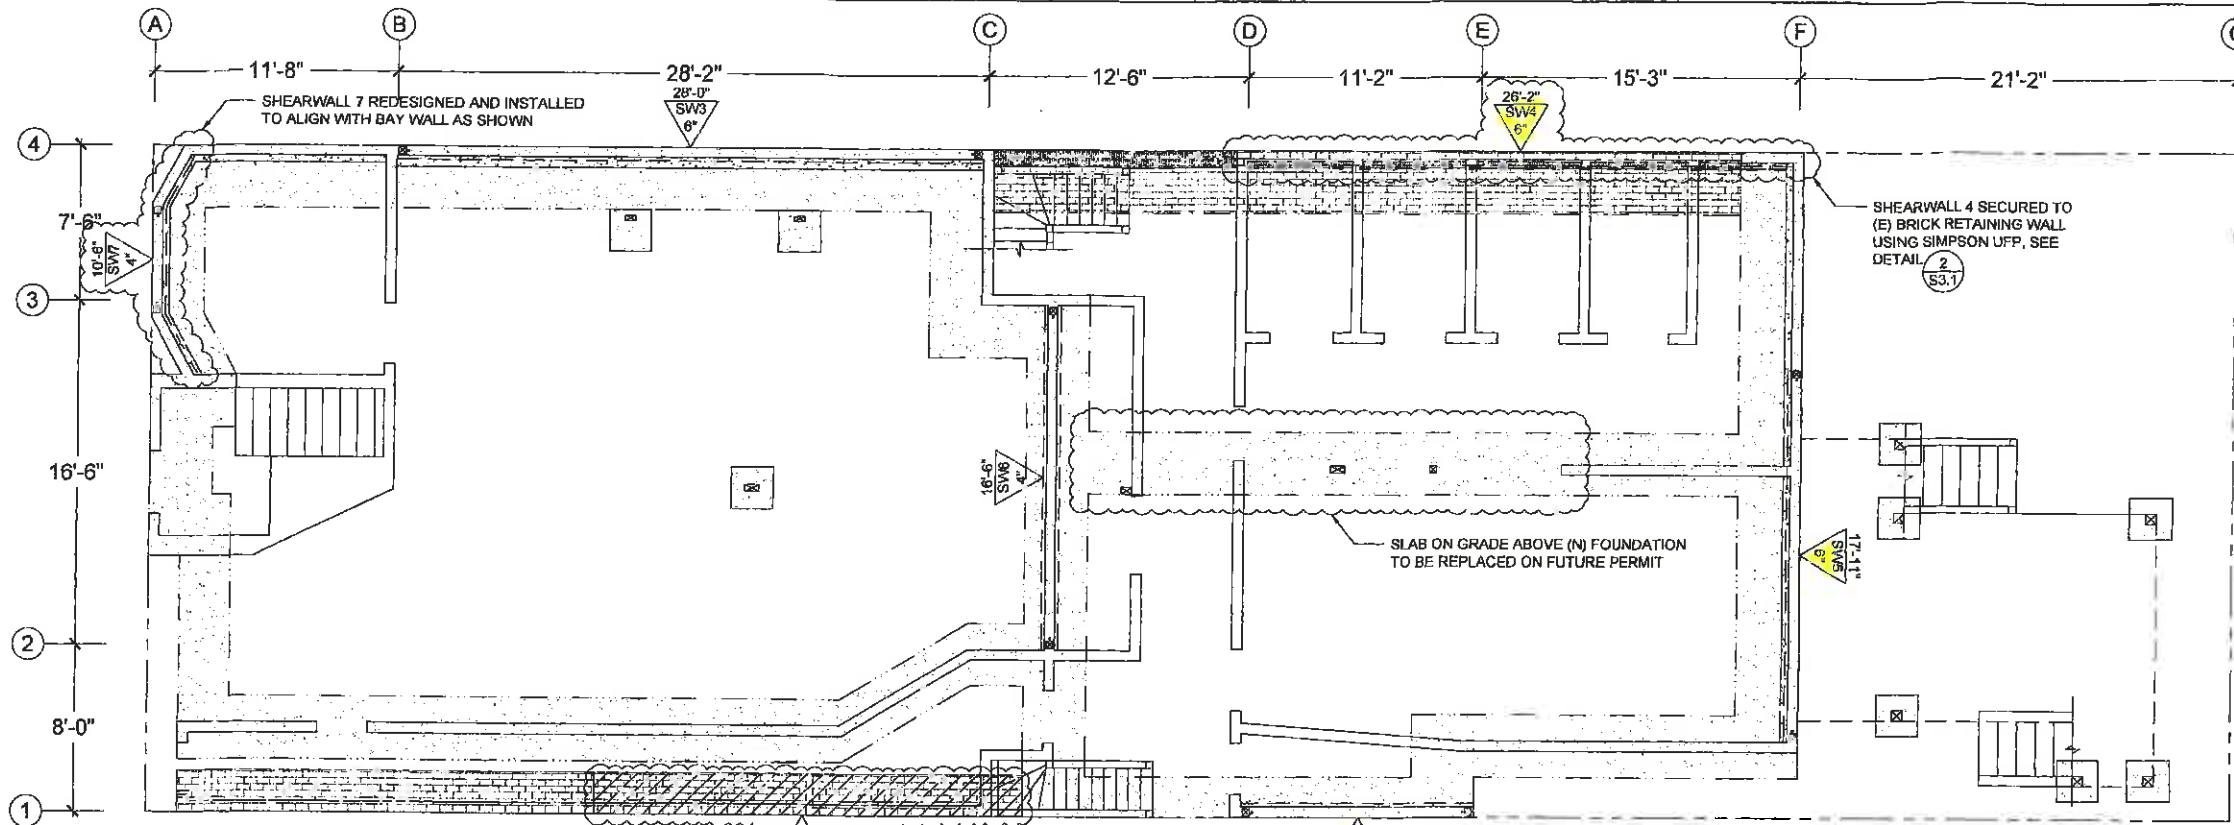 A
B
C
D
E
F
11'-8"
28'-2"
12'-6"
11'-2"
15'-3"
21'-2"
SHEARWALL 7 REDESIGNED AND INSTALLED
TO ALIGN WITH BAY WALL AS SHOWN
28'-0"
SW3
6"
26'-2"
SW4
6"
4
7'-6"
10'-6"
SW7
4"
3
SHEARWALL 4 SECURED TO
(E) BRICK RETAINING WALL
USING SIMPSON UFP, SEE
DETAIL
2
S3.1
16'-6"
16'-6"
SW6
4"
SLAB ON GRADE ABOVE (N) FOUNDATION
TO BE REPLACED ON FUTURE PERMIT
17'-11"
SW5
6"
2
8'-0"
1